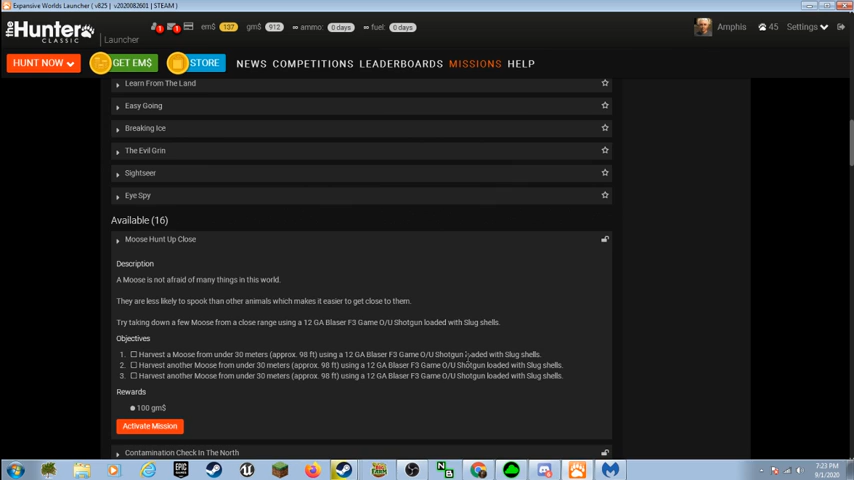 Expansive Worlds Launcher ( v825 | v2020082601 | STEAM )
the Hunter CLASSIC
Launcher
1 1 em$ 137 gm$ 912 ∞ ammo: 0 days ∞ fuel: 0 days
Amphis 45 Settings
HUNT NOW GET EM$ STORE NEWS COMPETITIONS LEADERBOARDS MISSIONS HELP
Learn From The Land
Easy Going
Breaking Ice
The Evil Grin
Sightseer
Eye Spy
Available (16)
Moose Hunt Up Close
Description
A Moose is not afraid of many things in this world.
They are less likely to spook than other animals which makes it easier to get close to them.
Try taking down a few Moose from a close range using a 12 GA Blaser F3 Game O/U Shotgun loaded with Slug shells.
Objectives
1. Harvest a Moose from under 30 meters (approx. 98 ft) using a 12 GA Blaser F3 Game O/U Shotgun loaded with Slug shells.
2. Harvest another Moose from under 30 meters (approx. 98 ft) using a 12 GA Blaser F3 Game O/U Shotgun loaded with Slug shells.
3. Harvest another Moose from under 30 meters (approx. 98 ft) using a 12 GA Blaser F3 Game O/U Shotgun loaded with Slug shells.
Rewards
100 gm$
Activate Mission
Contamination Check In The North
EPIC GAMES
N B
7:23 PM
9/1/2020